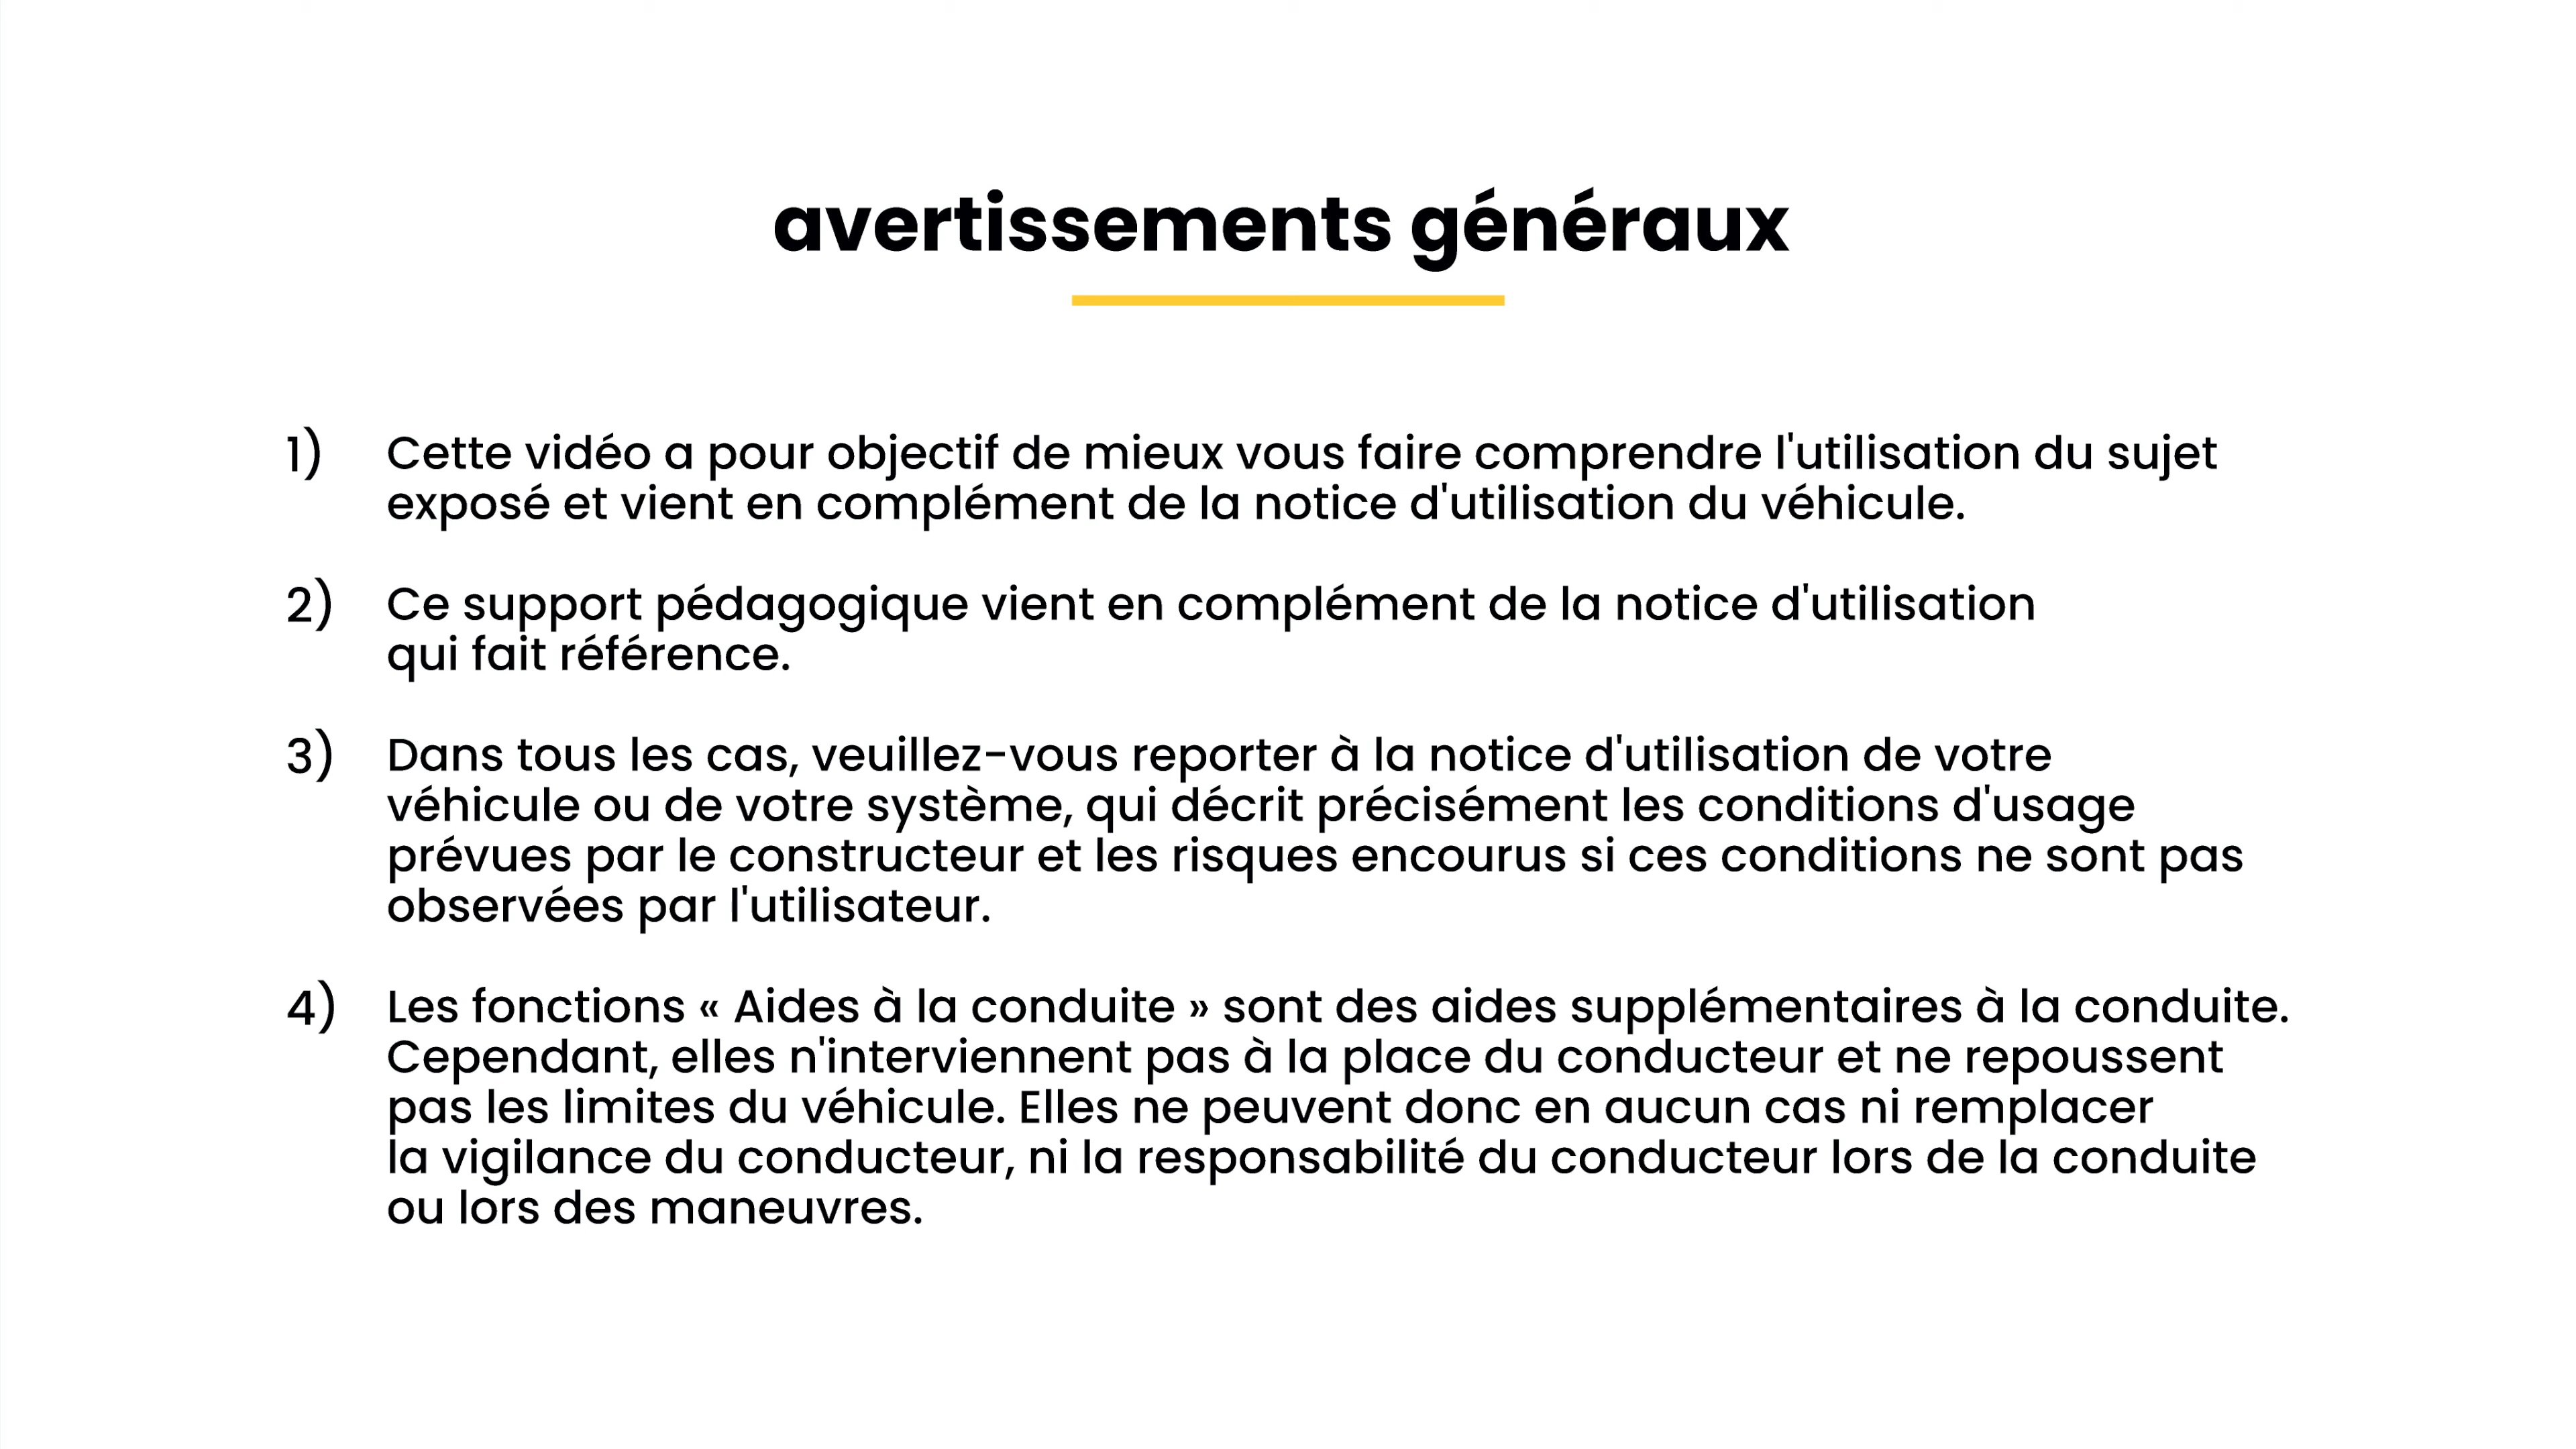 avertissements généraux
1) Cette vidéo a pour objectif de mieux vous faire comprendre l'utilisation du sujet
exposé et vient en complément de la notice d'utilisation du véhicule.
2) Ce support pédagogique vient en complément de la notice d'utilisation
qui fait référence.
3) Dans tous les cas, veuillez-vous reporter à la notice d'utilisation de votre
véhicule ou de votre système, qui décrit précisément les conditions d'usage
prévues par le constructeur et les risques encourus si ces conditions ne sont pas
observées par l'utilisateur.
4) Les fonctions « Aides à la conduite » sont des aides supplémentaires à la conduite.
Cependant, elles n'interviennent pas à la place du conducteur et ne repoussent
pas les limites du véhicule. Elles ne peuvent donc en aucun cas ni remplacer
la vigilance du conducteur, ni la responsabilité du conducteur lors de la conduite
ou lors des maneuvres.